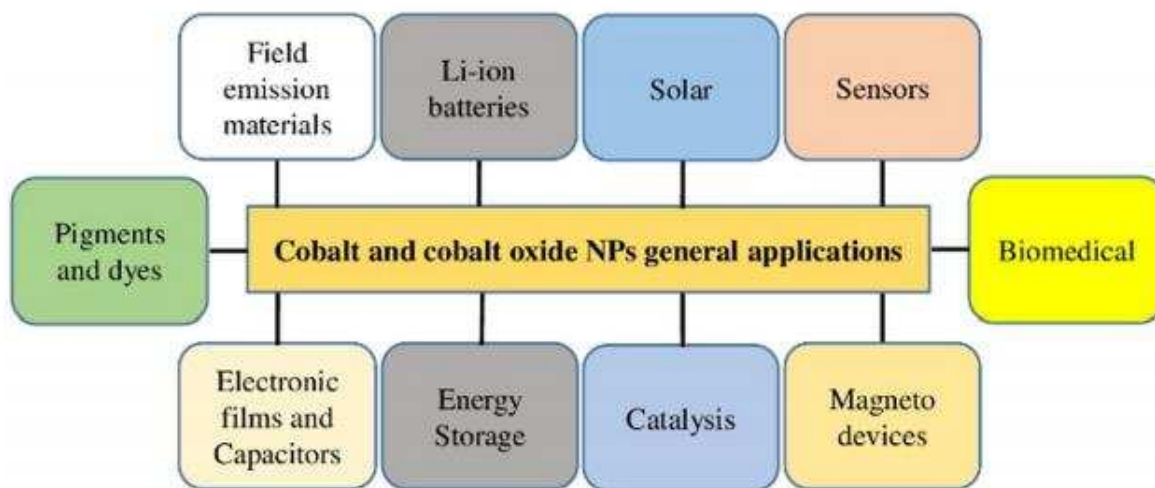 Field
emission
materials
Li-ion
batteries
Solar
Sensors
Pigments
and dyes
Cobalt and cobalt oxide NPs general applications
Biomedical
Electronic
films and
Capacitors
Energy
Storage
Catalysis
Magneto
devices